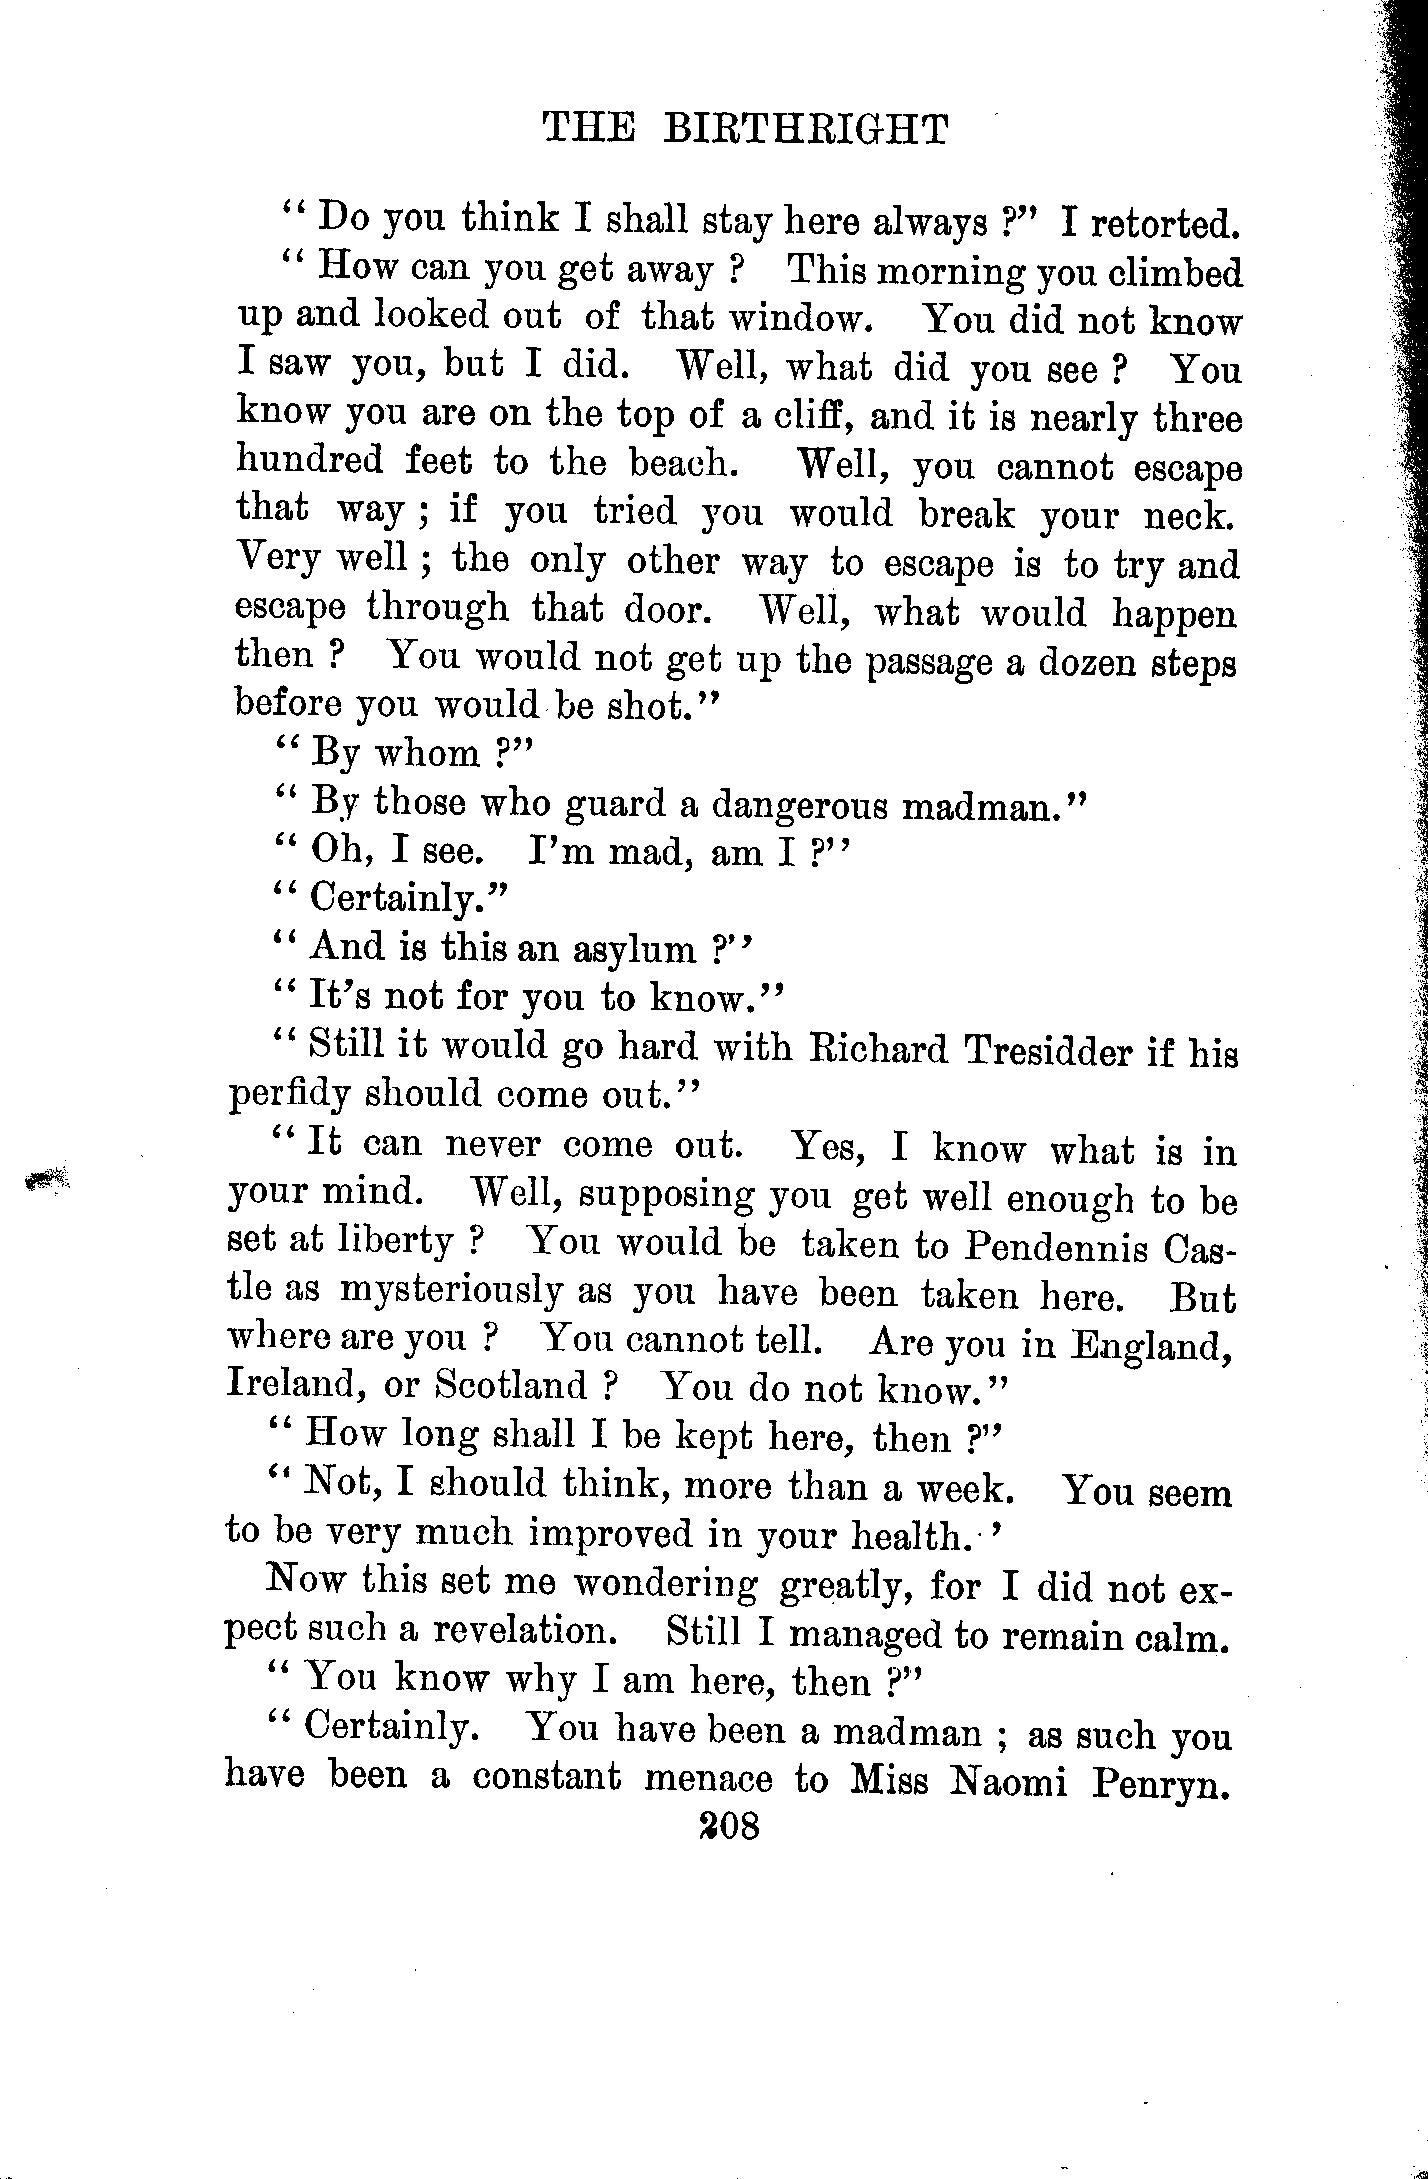 THE BIRTHRIGHT
“ Do you think I shall stay here always ?” I retorted.
“ How can you get away ? This morning you climbed
up and looked out of that window. You did not know
I saw you, but I did. Well, what did you see ? You
know you are on the top of a cliff, and it is nearly three
hundred feet to the beach. Well, you cannot escape
that way ; if you tried you would break your neck.
Very well ; the only other way to escape is to try and
escape through that door. Well, what would happen
then ? You would not get up the passage a dozen steps
before you would be shot.”
“ By whom ?”
“ By those who guard a dangerous madman.”
“ Oh, I see. I’m mad, am I ?”
“ Certainly.”
“ And is this an asylum ?”
“ It’s not for you to know.”
“ Still it would go hard with Richard Tresidder if his
perfidy should come out.”
“ It can never come out. Yes, I know what is in
your mind. Well, supposing you get well enough to be
set at liberty ? You would be taken to Pendennis Cas-
tle as mysteriously as you have been taken here. But
where are you ? You cannot tell. Are you in England,
Ireland, or Scotland ? You do not know.”
“ How long shall I be kept here, then ?”
“ Not, I should think, more than a week. You seem
to be very much improved in your health.”
Now this set me wondering greatly, for I did not ex-
pect such a revelation. Still I managed to remain calm.
“ You know why I am here, then ?”
“ Certainly. You have been a madman ; as such you
have been a constant menace to Miss Naomi Penryn.
208